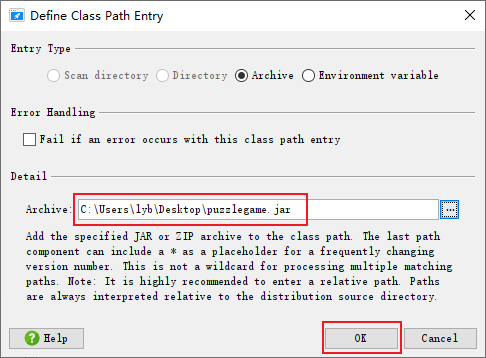 Define Class Path Entry
Entry Type
Scan directory Directory Archive Environment variable
Error Handling
Fail if an error occurs with this class path entry
Detail
Archive: C:\Users\lyb\Desktop\puzzlegame.jar ...
Add the specified JAR or ZIP archive to the class path. The last path
component can include a * as a placeholder for a frequently changing
version number. This is not a wildcard for processing multiple matching
paths. Note: It is highly recommended to enter a relative path. Paths
are always interpreted relative to the distribution source directory.
? Help OK Cancel